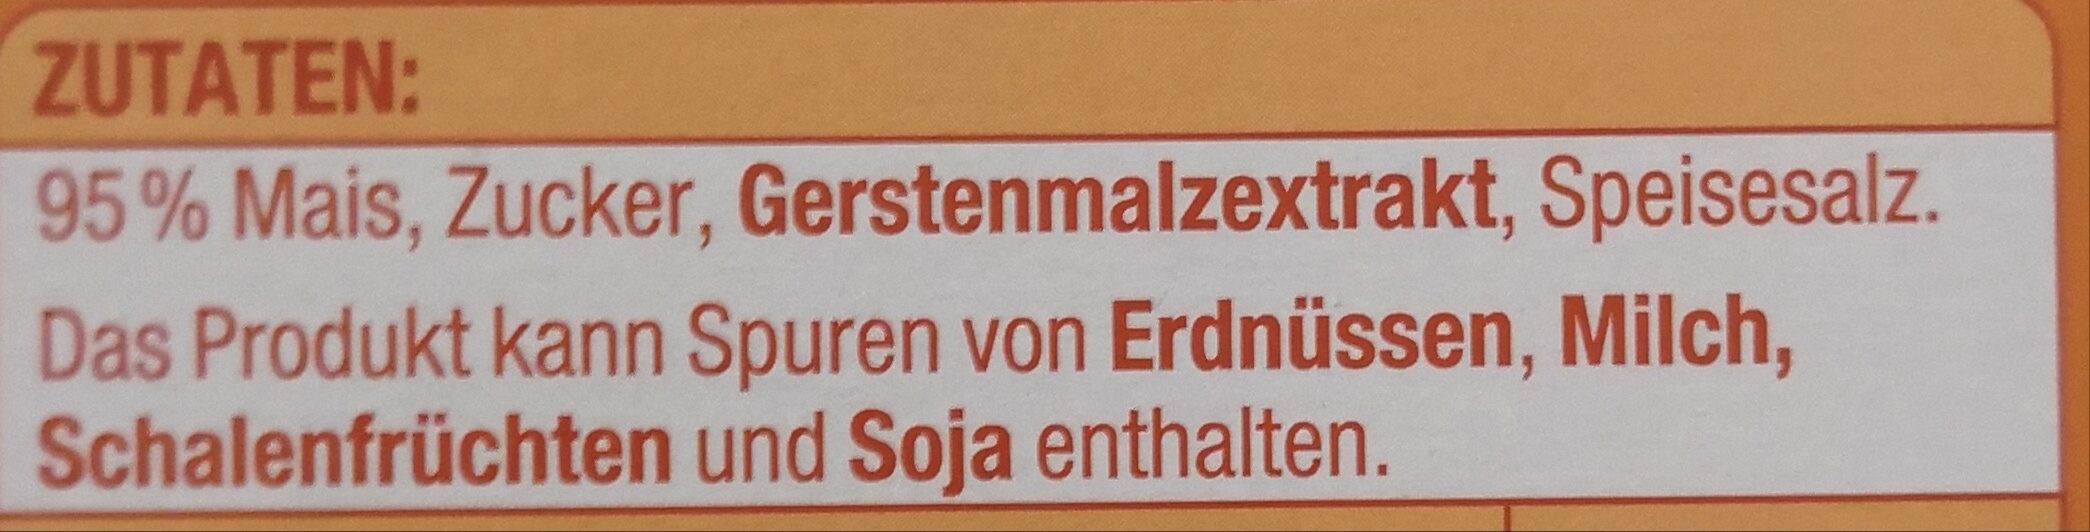 ZUTATEN:
95% Mais, Zucker, Gerstenmalzextrakt, Speisesalz.
Das Produkt kann Spuren von Erdnüssen, Milch,
Schalenfrüchten und Soja enthalten.